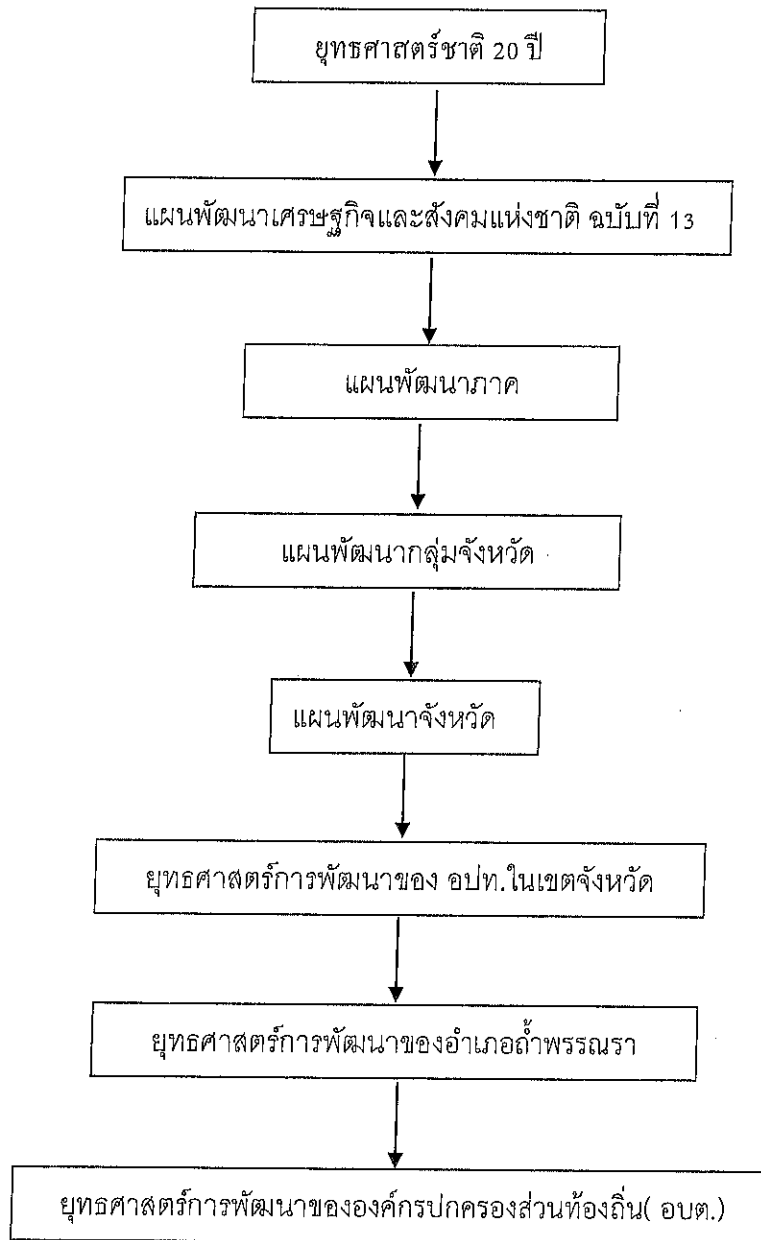 ยุทธศาสตร์ชาติ 20 ปี
แผนพัฒนาเศรษฐกิจและสังคมแห่งชาติ ฉบับที่ 13
แผนพัฒนาภาค
แผนพัฒนากลุ่มจังหวัด
แผนพัฒนาจังหวัด
ยุทธศาสตร์การพัฒนาของ อปท.ในเขตจังหวัด
ยุทธศาสตร์การพัฒนาของอำเภอถ้ำพรรณรา
ยุทธศาสตร์การพัฒนาขององค์กรปกครองส่วนท้องถิ่น( อบต.)